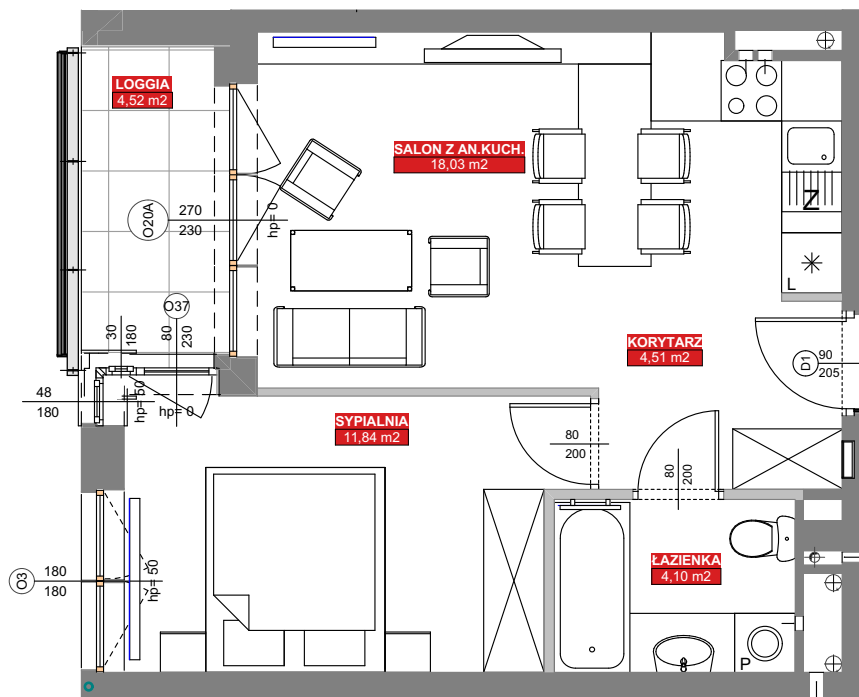 LOGGIA
4,52 m2
SALON Z AN.KUCH.
18,03 m2
O20A
270
230
hp= 0
Z
L
O37
30
180
80
230
KORYTARZ
4,51 m2
D1
90
205
48
180
hp= 50
hp= 0
SYPIALNIA
11,84 m2
80
200
80
200
O3
180
180
hp= 50
ŁAZIENKA
4,10 m2
P